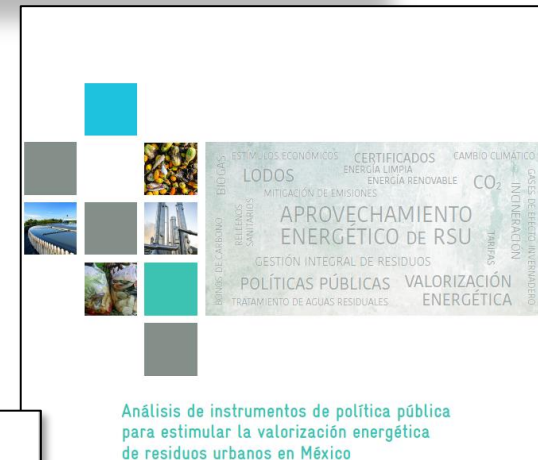 ESTÍMULOS ECONÓMICOS CERTIFICADOS CAMBIO CLIMÁTICO
BIOGÁS
LODOS
ENERGÍA LIMPIA
ENERGÍA RENOVABLE
CO₂
MITIGACIÓN DE EMISIONES
INCINERACIÓN
GASES DE EFECTO INVERNADERO
BONOS DE CARBONO
RELLENOS
SANITARIOS
APROVECHAMIENTO
ENERGÉTICO DE RSU
TARIFAS
GESTIÓN INTEGRAL DE RESIDUOS
POLÍTICAS PÚBLICAS
VALORIZACIÓN
ENERGÉTICA
TRATAMIENTO DE AGUAS RESIDUALES
Análisis de instrumentos de política pública
para estimular la valorización energética
de residuos urbanos en México